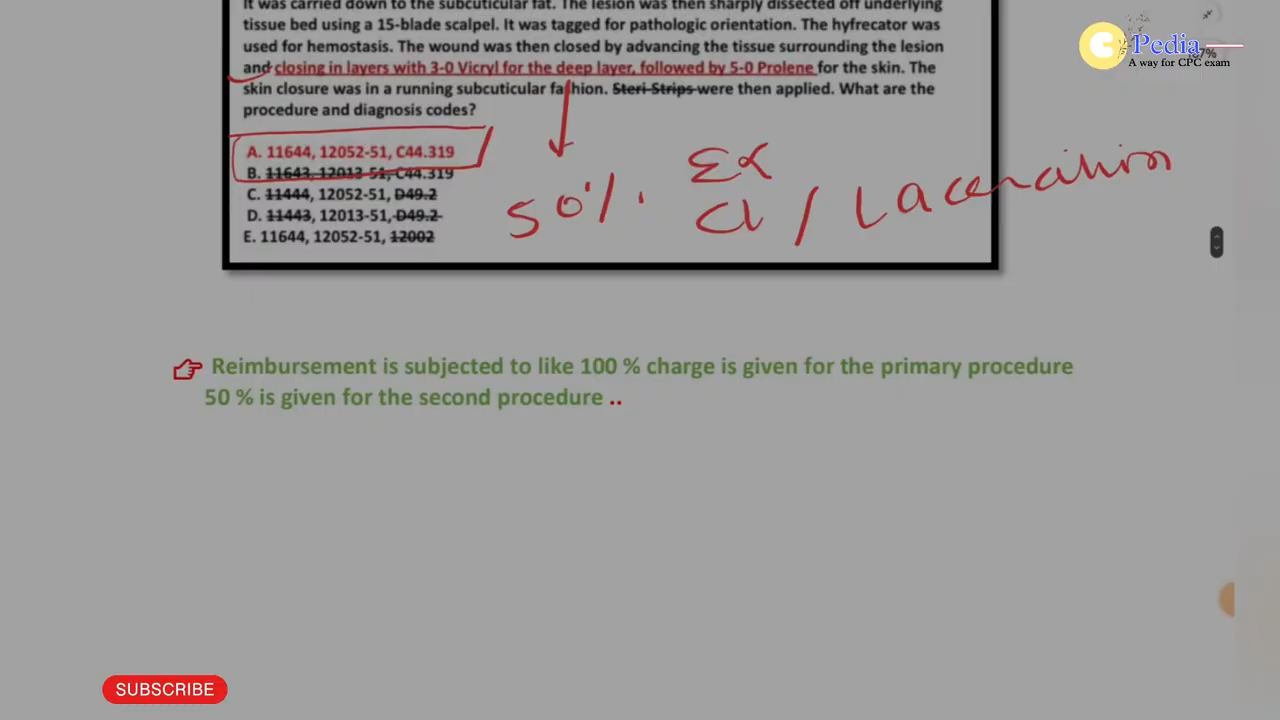 It was carried down to the subcuticular fat. The lesion was then sharply dissected off underlying
tissue bed using a 15-blade scalpel. It was tagged for pathologic orientation. The hyfrecator was
used for hemostasis. The wound was then closed by advancing the tissue surrounding the lesion
and closing in layers with 3-0 Vicryl for the deep layer, followed by 5-0 Prolene for the skin. The
skin closure was in a running subcuticular fashion. Steri-Strips were then applied. What are the
procedure and diagnosis codes?
A. 11644, 12052-51, C44.319
B. 11643, 12013-51, C44.319
C. 11444, 12052-51, D49.2
D. 11443, 12013-51, D49.2
E. 11644, 12052-51, 12002
50%.
Ex
Cl / Laceration
Reimbursement is subjected to like 100 % charge is given for the primary procedure
50 % is given for the second procedure ..
C Pedia
A way for CPC exam
SUBSCRIBE